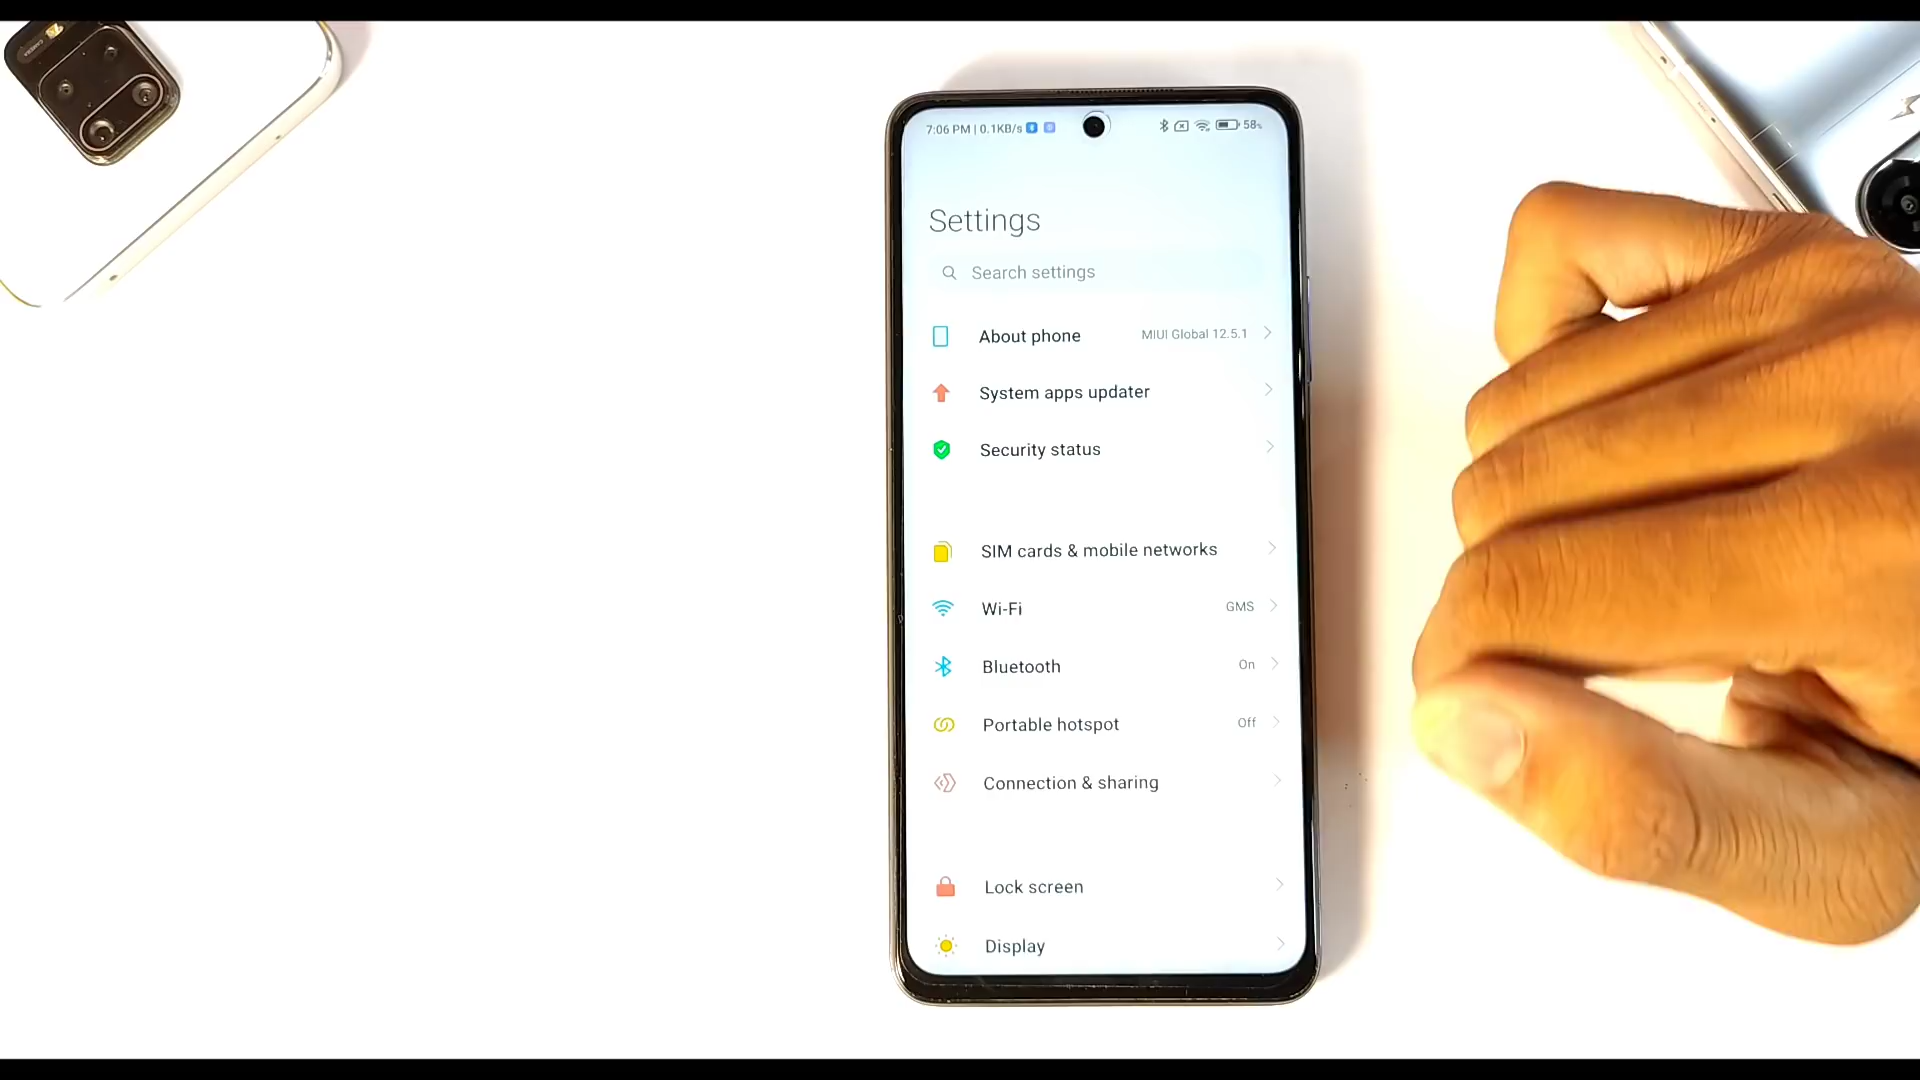 7:06 PM | 0.1KB/s
58%
Settings
Search settings
About phone
MIUI Global 12.5.1
System apps updater
Security status
SIM cards & mobile networks
Wi-Fi
GMS
Bluetooth
On
Portable hotspot
Off
Connection & sharing
Lock screen
Display